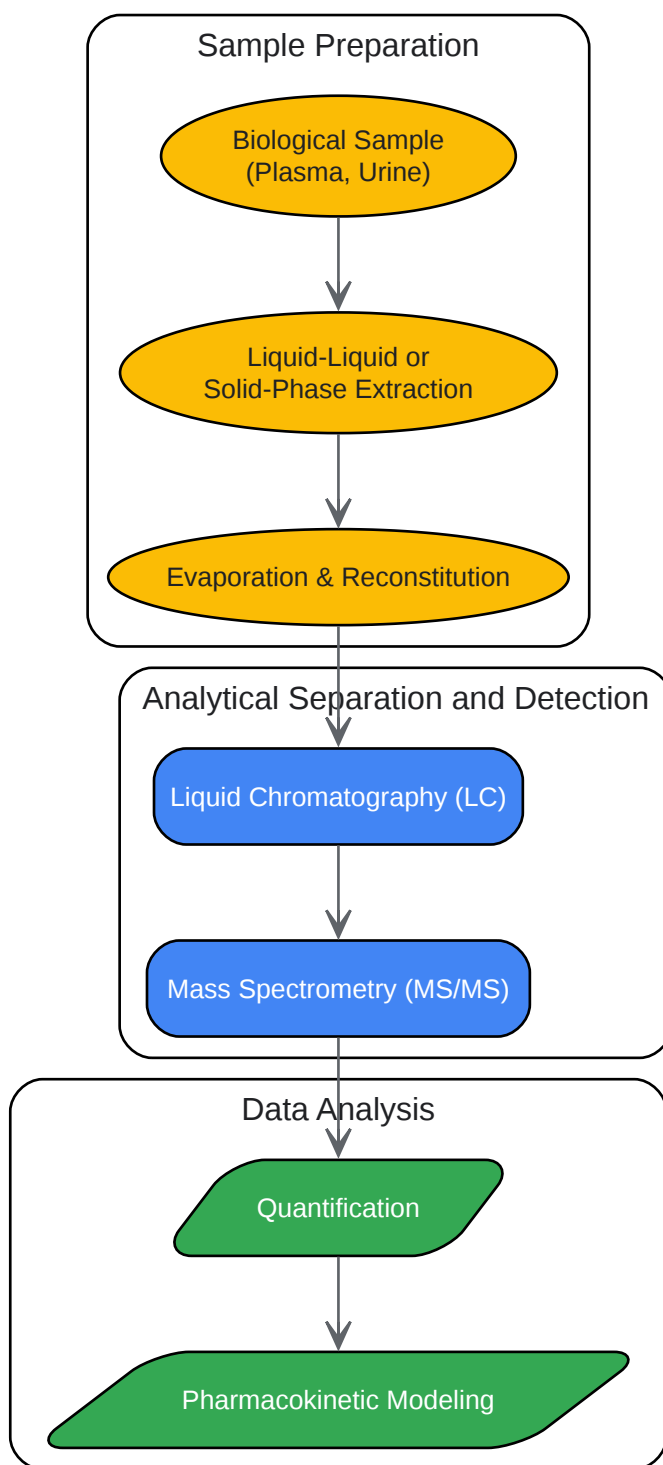 Sample Preparation
Biological Sample
(Plasma, Urine)
Liquid-Liquid or
Solid-Phase Extraction
Evaporation & Reconstitution
Analytical Separation and Detection
Liquid Chromatography (LC)
Mass Spectrometry (MS/MS)
Data Analysis
Quantification
Pharmacokinetic Modeling